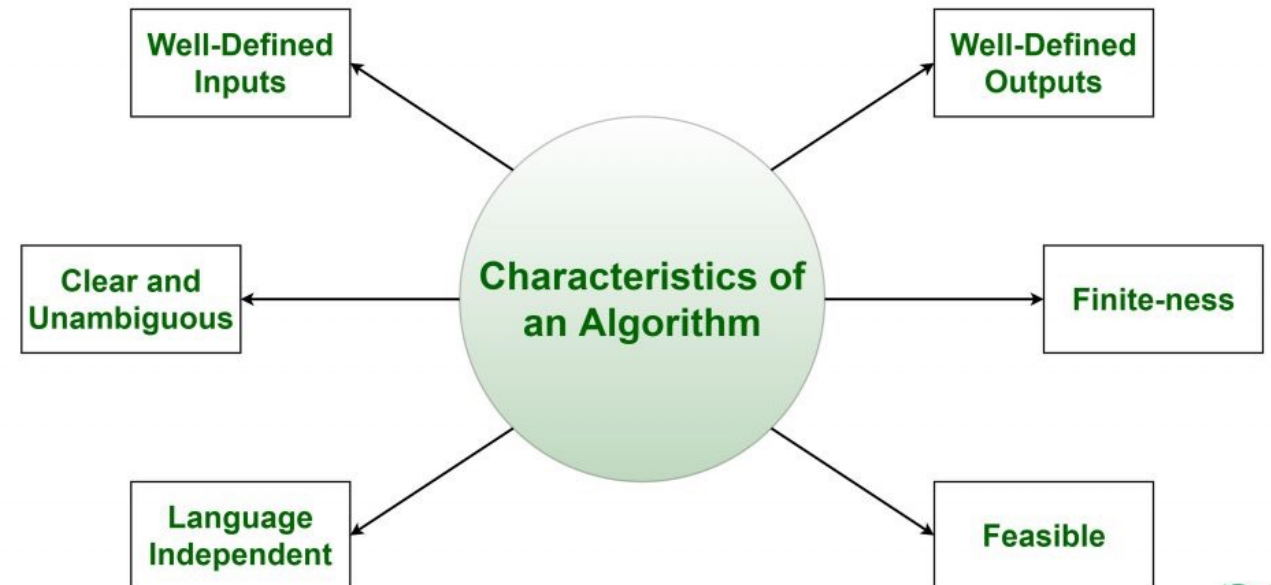 Well-Defined
Inputs
Well-Defined
Outputs
Characteristics of
an Algorithm
Clear and
Unambiguous
Finite-ness
Language
Independent
Feasible